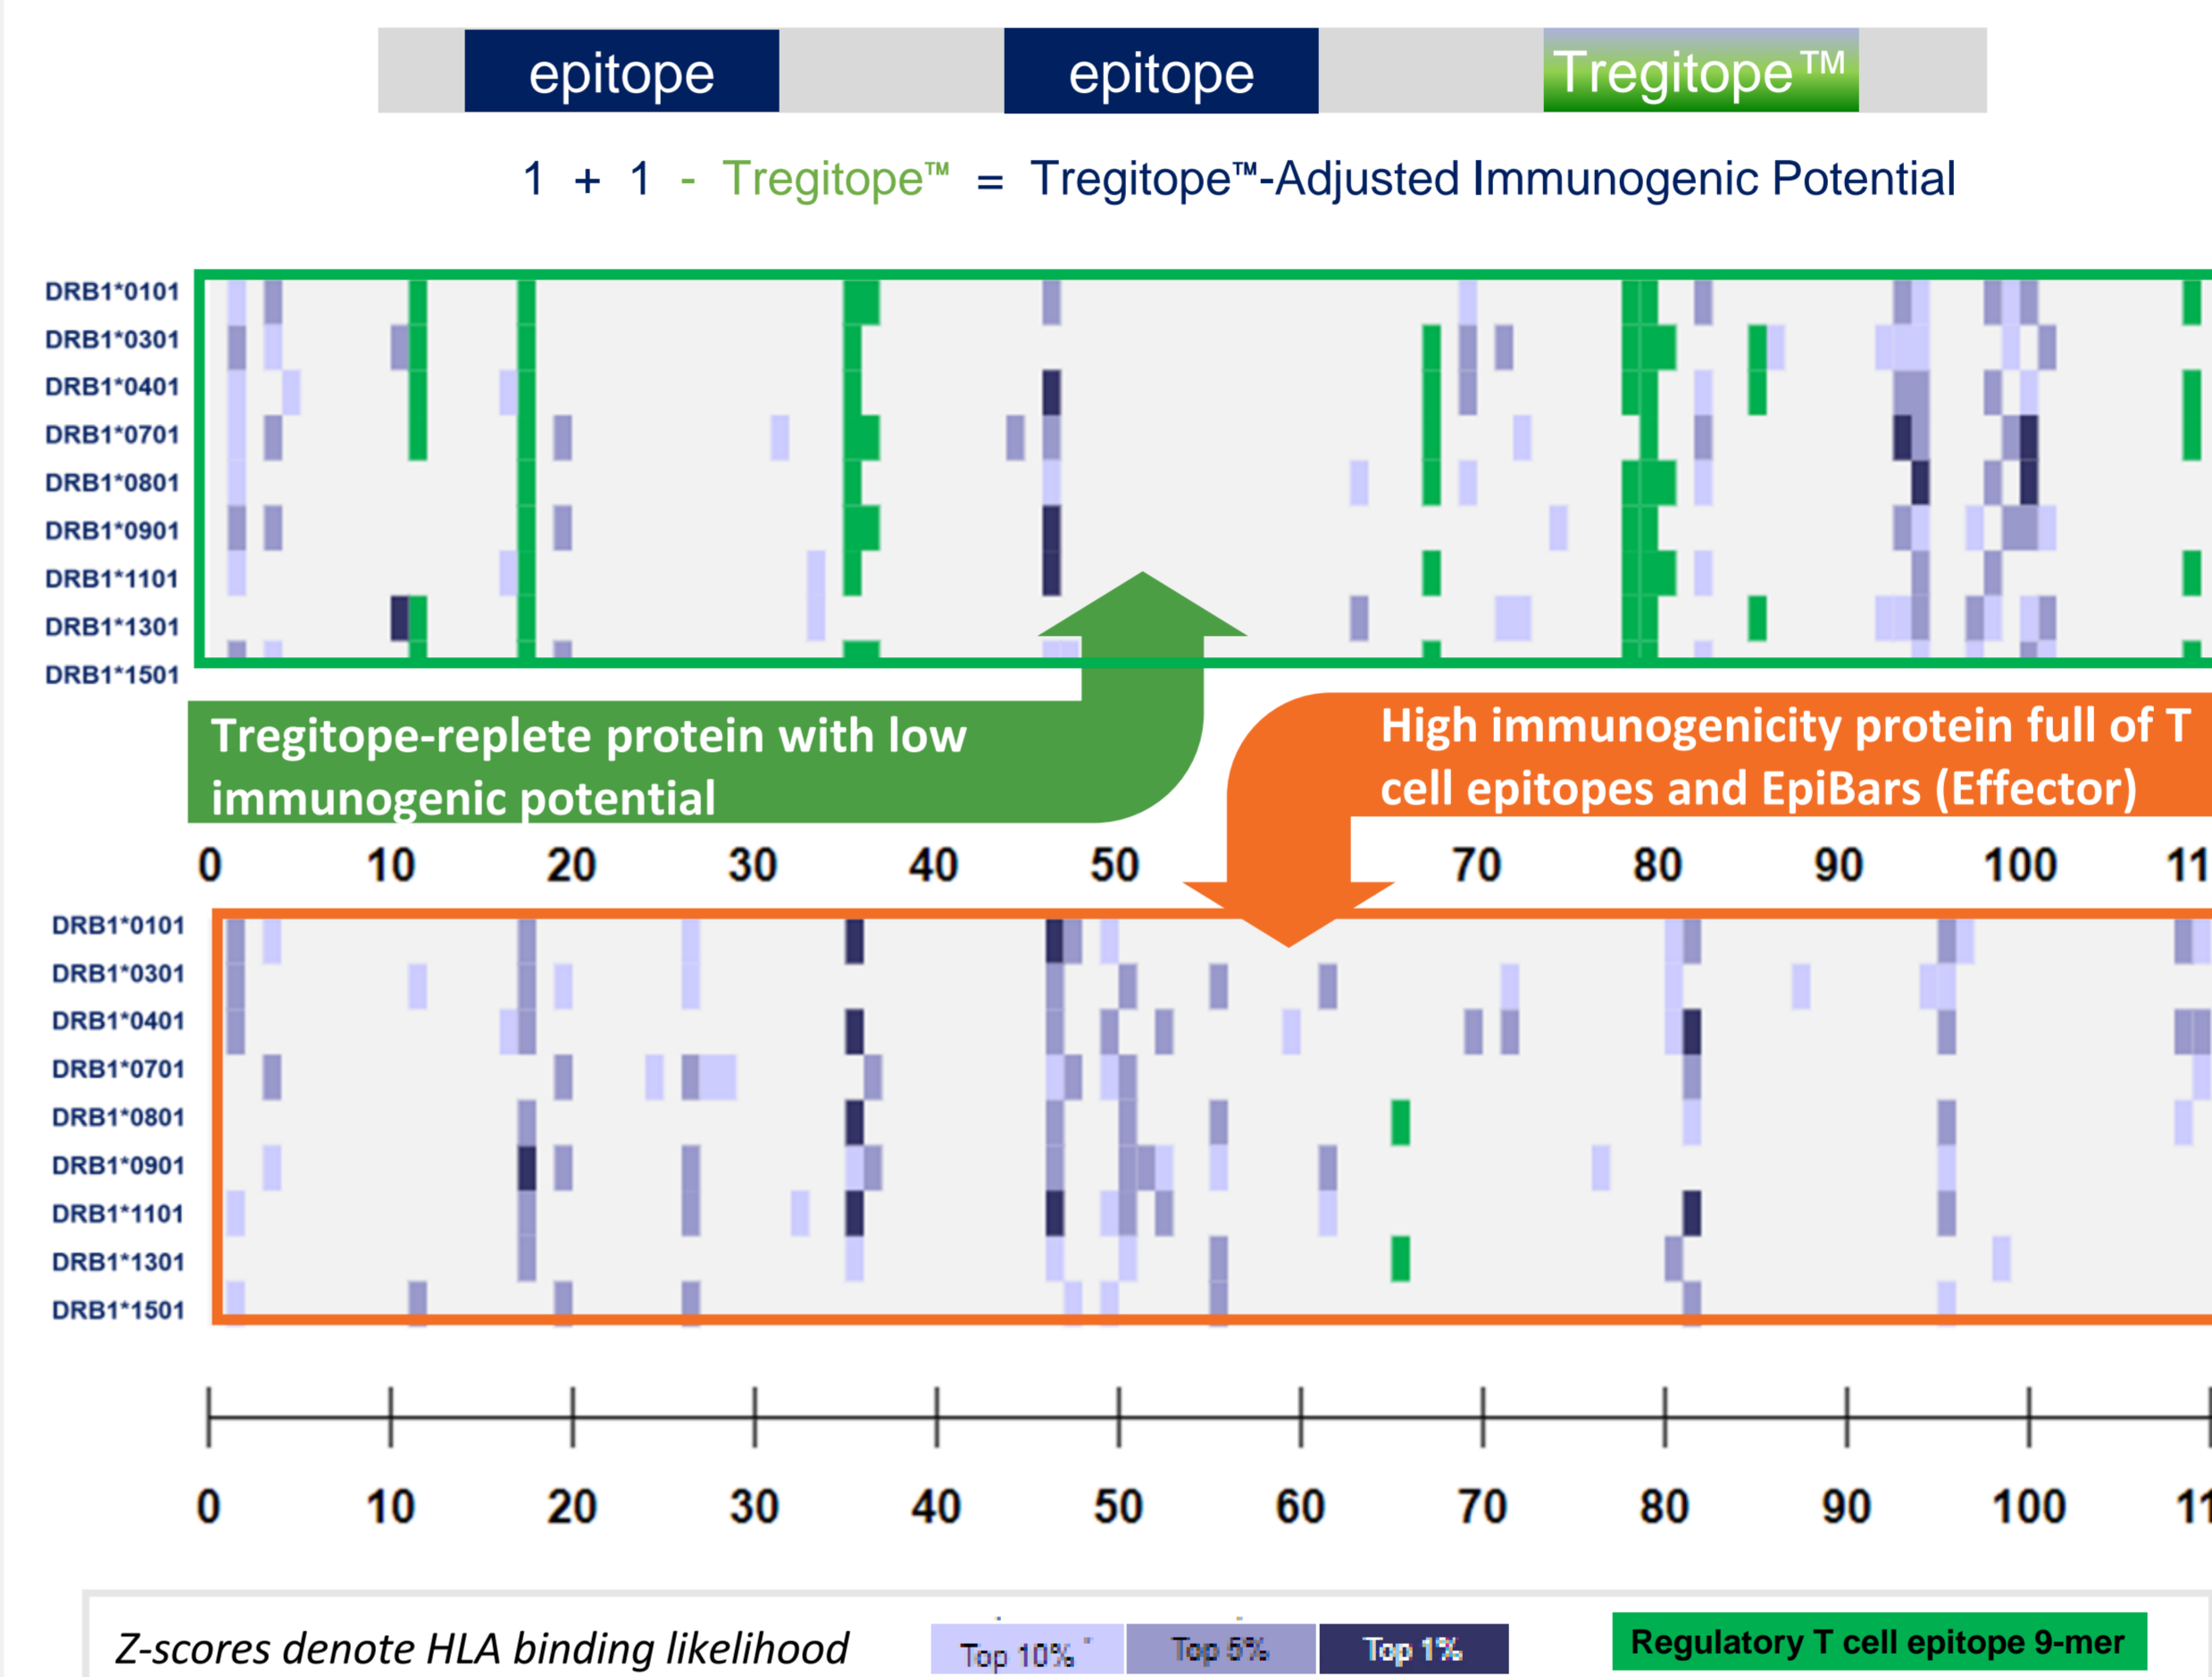 epitope epitope Tregitope™
1 + 1 - Tregitope™ = Tregitope™-Adjusted Immunogenic Potential
DRB1*0101
DRB1*0301
DRB1*0401
DRB1*0701
DRB1*0801
DRB1*0901
DRB1*1101
DRB1*1301
DRB1*1501
Tregitope-replete protein with low
immunogenic potential
High immunogenicity protein full of T
cell epitopes and EpiBars (Effector)
0 10 20 30 40 50 70 80 90 100 11
DRB1*0101
DRB1*0301
DRB1*0401
DRB1*0701
DRB1*0801
DRB1*0901
DRB1*1101
DRB1*1301
DRB1*1501
0 10 20 30 40 50 60 70 80 90 100 11
Z-scores denote HLA binding likelihood Top 10% Top 5% Top 1% Regulatory T cell epitope 9-mer